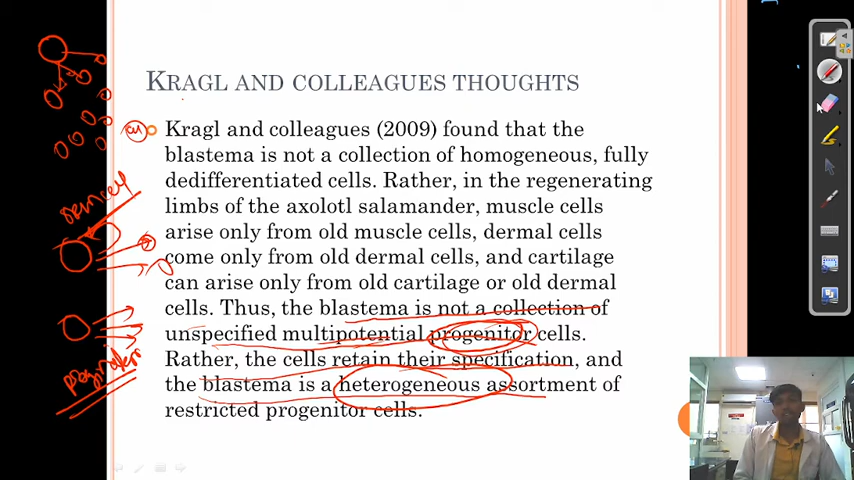 KRAGL AND COLLEAGUES THOUGHTS
Kragl and colleagues (2009) found that the
blastema is not a collection of homogeneous, fully
dedifferentiated cells. Rather, in the regenerating
limbs of the axolotl salamander, muscle cells
arise only from old muscle cells, dermal cells
come only from old dermal cells, and cartilage
can arise only from old cartilage or old dermal
cells. Thus, the blastema is not a collection of
unspecified multipotential progenitor cells.
Rather, the cells retain their specification, and
the blastema is a heterogeneous assortment of
restricted progenitor cells.